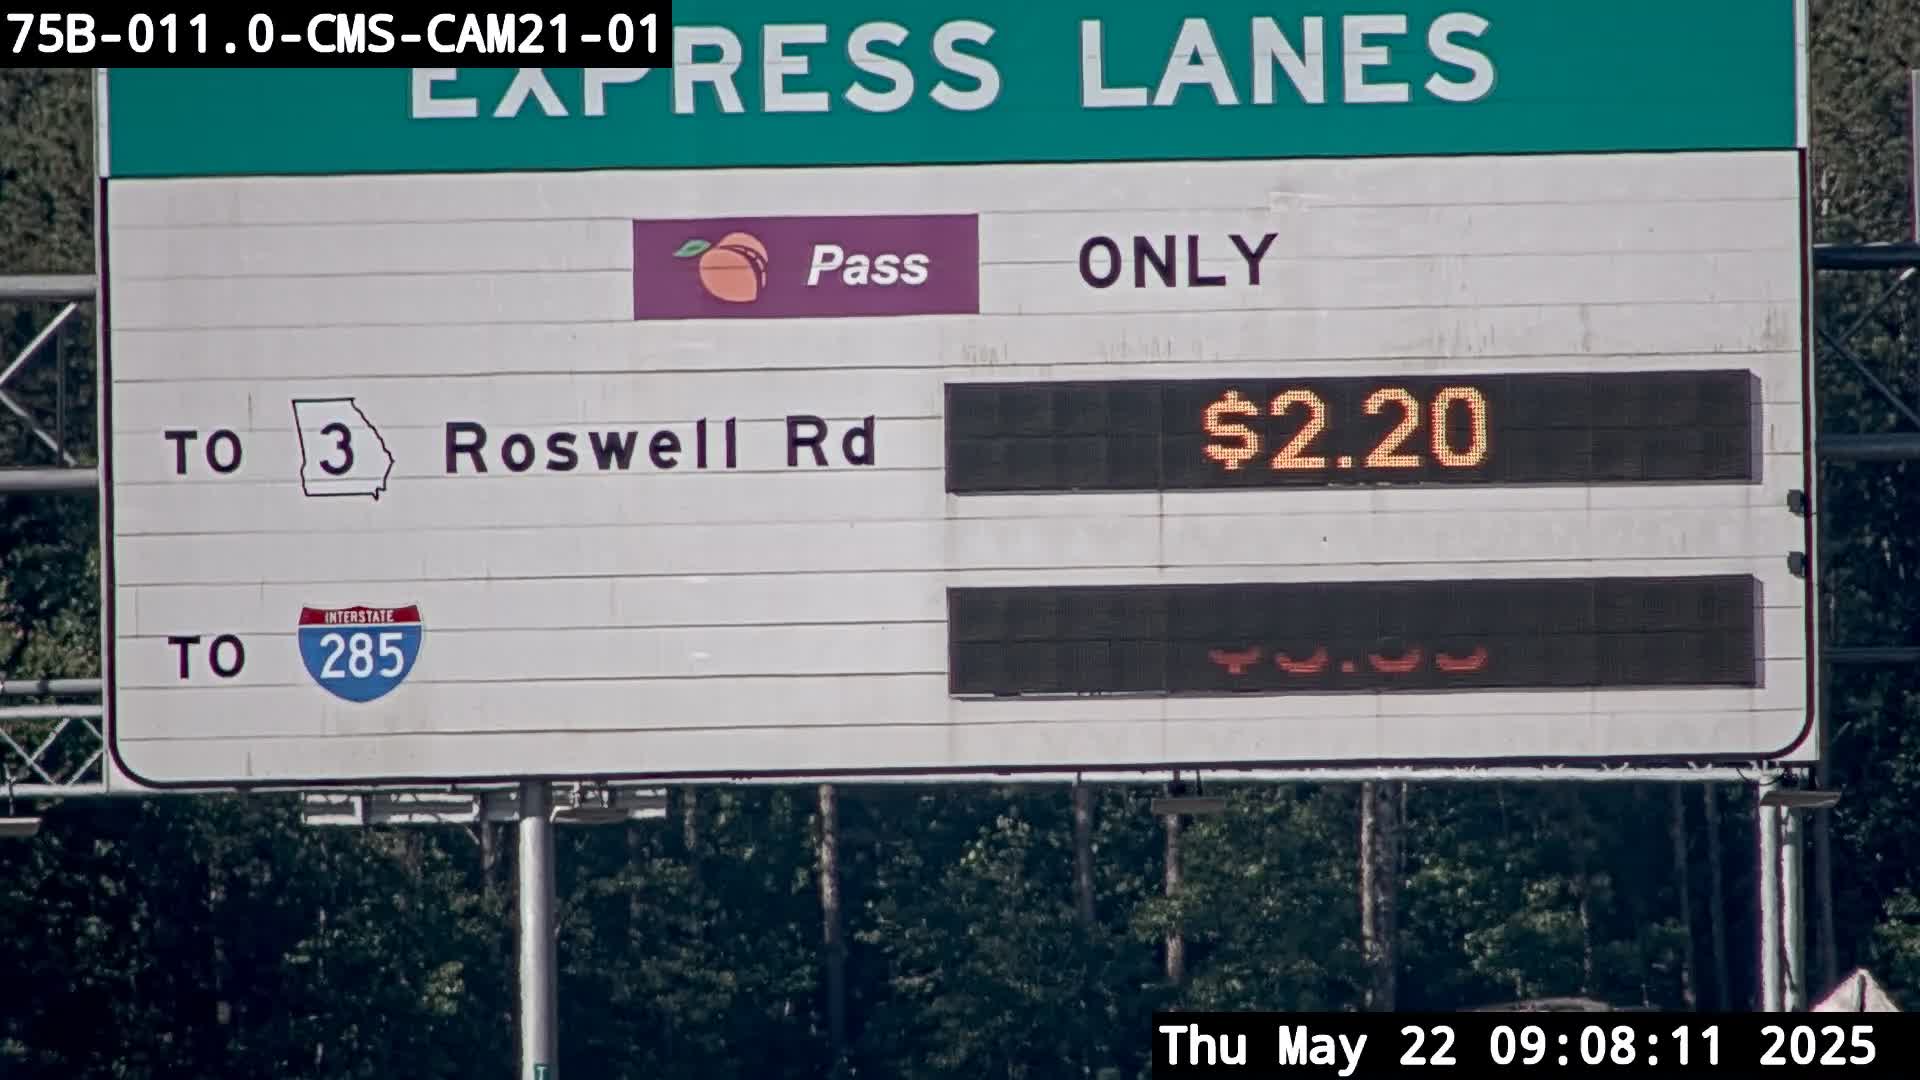 75B-011.0-CMS-CAM21-01
EXPRESS LANES
Pass ONLY
TO 3 Roswell Rd $2.20
TO INTERSTATE 285
Thu May 22 09:08:11 2025